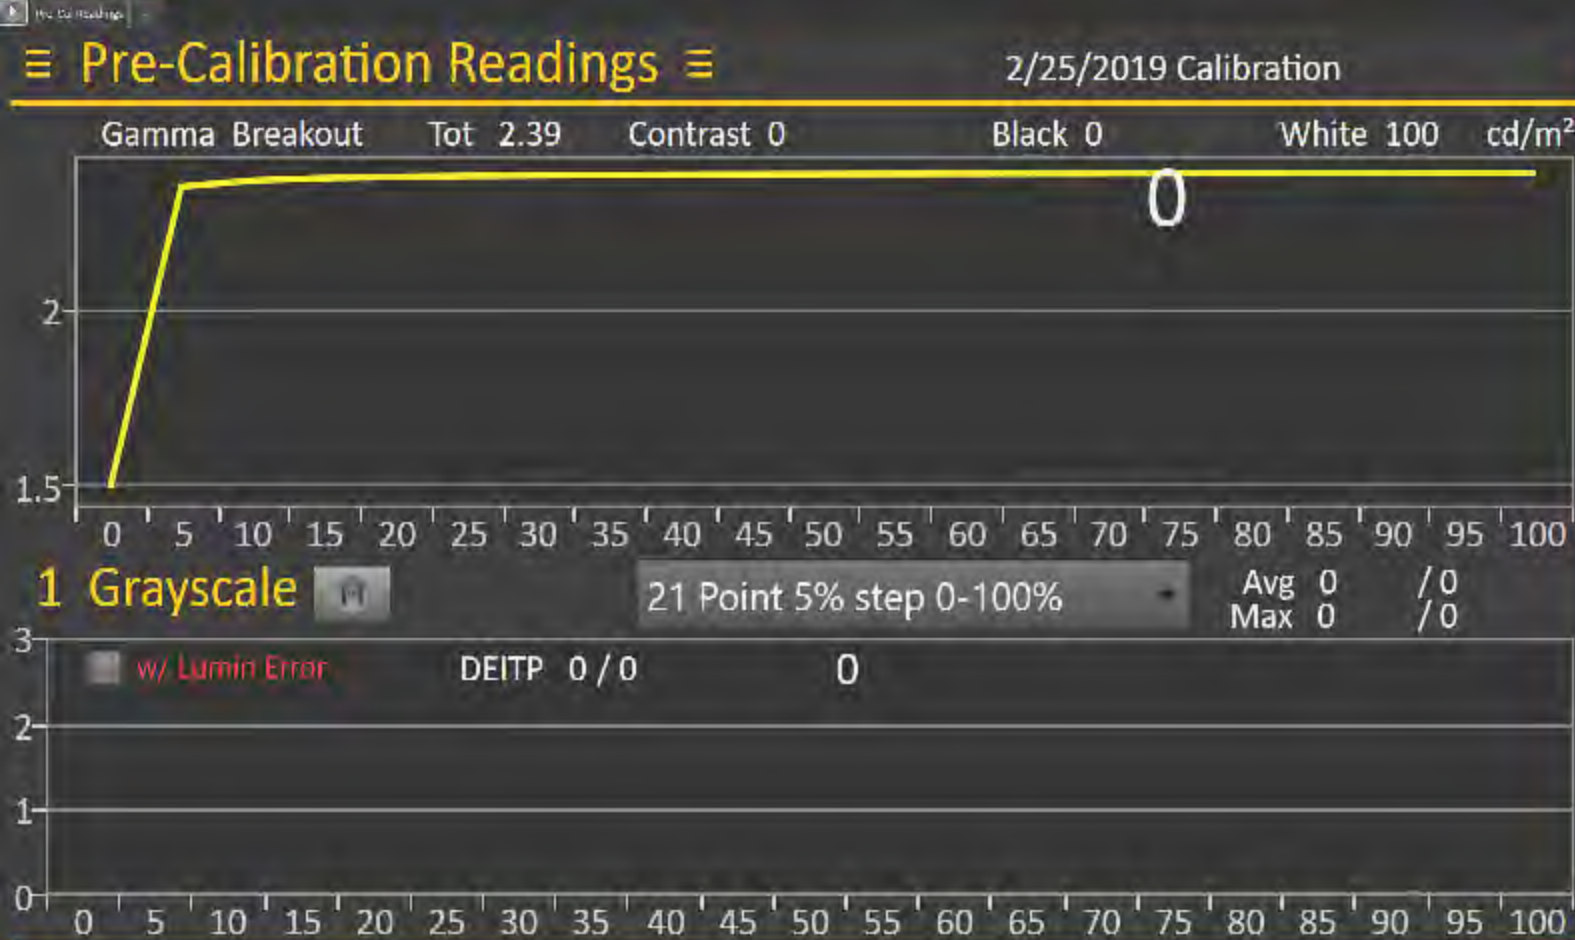 Pre-Cal Readings
Pre-Calibration Readings
2/25/2019 Calibration
Gamma Breakout Tot 2.39 Contrast 0 Black 0 White 100 cd/m²
0
2
1.5
0 5 10 15 20 25 30 35 40 45 50 55 60 65 70 75 80 85 90 95 100
1 Grayscale 21 Point 5% step 0-100% Avg 0 / 0
Max 0 / 0
3
w/ Lumin Error DEITP 0 / 0 0
2
1
0
0 5 10 15 20 25 30 35 40 45 50 55 60 65 70 75 80 85 90 95 100